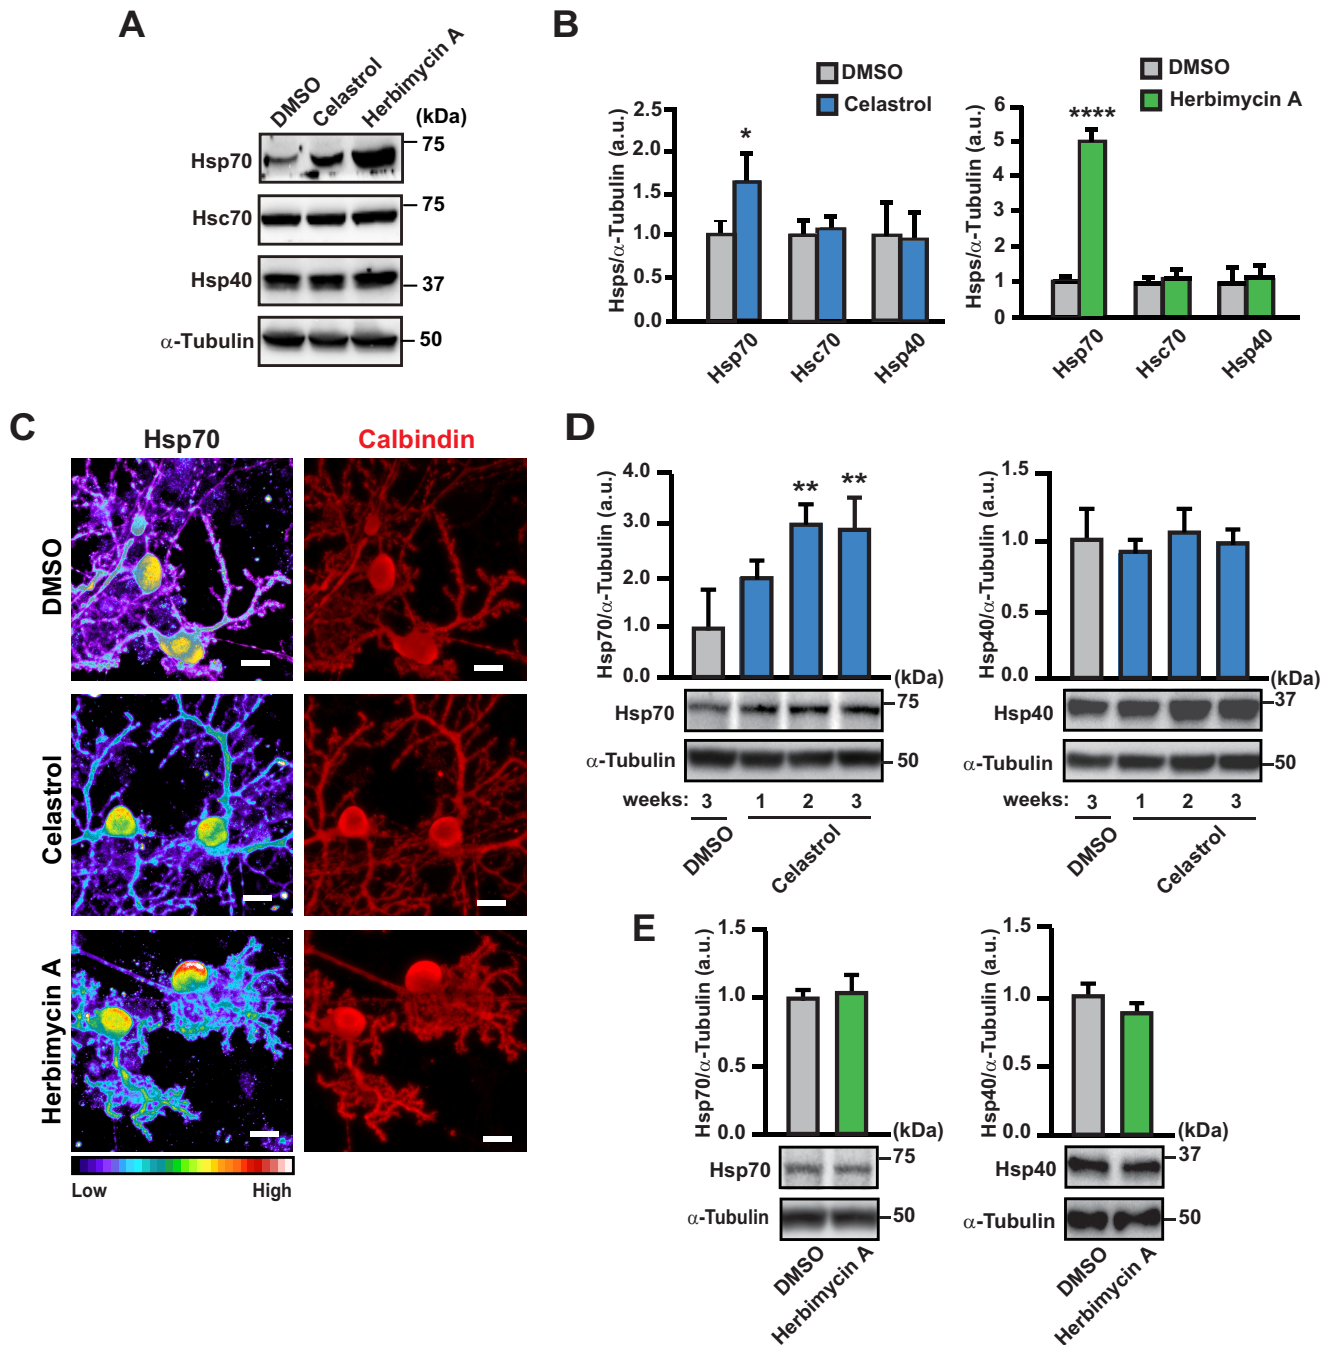 A
DMSO
Celastrol
Herbimycin A
(kDa)
Hsp70
75
Hsc70
75
Hsp40
37
α-Tubulin
50
B
DMSO
Celastrol
Hsps/α-Tubulin (a.u.)
2.5
2.0
1.5
1.0
0.5
0.0
*
Hsp70
Hsc70
Hsp40
DMSO
Herbimycin A
Hsps/α-Tubulin (a.u.)
6
5
5
2
1
0
****
Hsp70
Hsc70
Hsp40
C
Hsp70
Calbindin
DMSO
Celastrol
Herbimycin A
Low
High
D
Hsp70/α-Tubulin (a.u.)
4.0
3.0
2.0
1.0
0.0
**
**
(kDa)
Hsp70
75
α-Tubulin
50
weeks: 3 1 2 3
DMSO
Celastrol
Hsp40/α-Tubulin (a.u.)
1.5
1.0
0.5
0.0
(kDa)
Hsp40
37
α-Tubulin
50
weeks: 3 1 2 3
DMSO
Celastrol
E
Hsp70/α-Tubulin (a.u.)
1.5
1.0
0.5
0.0
(kDa)
Hsp70
75
α-Tubulin
50
DMSO
Herbimycin A
Hsp40/α-Tubulin (a.u.)
1.5
1.0
0.5
0.0
(kDa)
Hsp40
37
α-Tubulin
50
DMSO
Herbimycin A